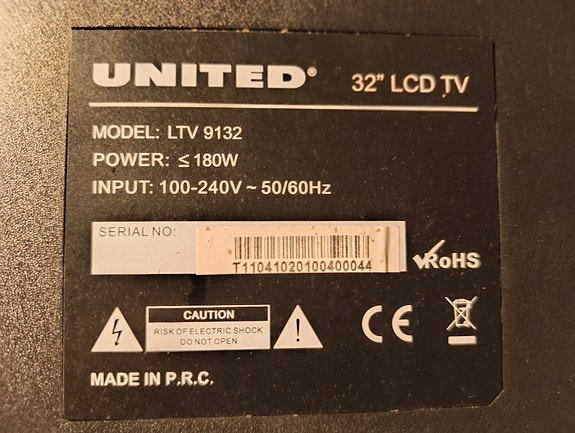 UNITED® 32" LCD TV
MODEL: LTV 9132
POWER: ≤180W
INPUT: 100-240V ~ 50/60Hz
SERIAL NO:
T11041020100400044
RoHS
CAUTION
RISK OF ELECTRIC SHOCK
DO NOT OPEN
CE
MADE IN P.R.C.